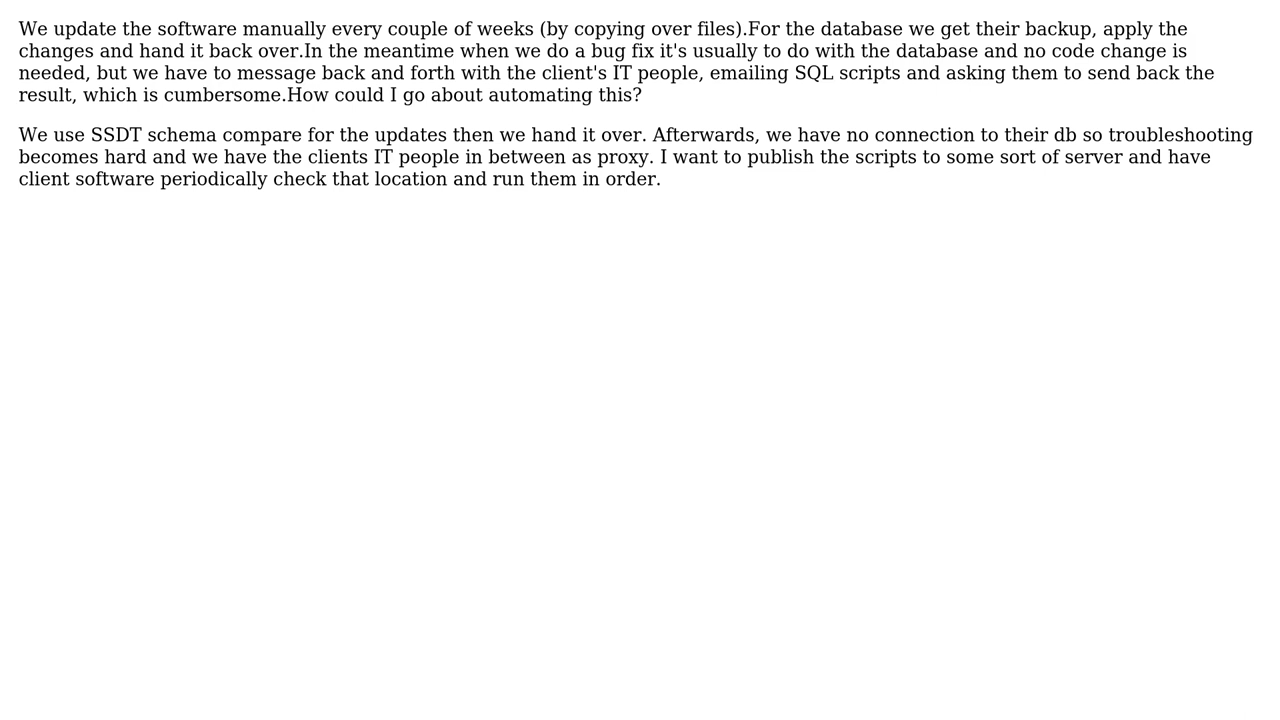 We update the software manually every couple of weeks (by copying over files).For the database we get their backup, apply the
changes and hand it back over.In the meantime when we do a bug fix it's usually to do with the database and no code change is
needed, but we have to message back and forth with the client's IT people, emailing SQL scripts and asking them to send back the
result, which is cumbersome.How could I go about automating this?
We use SSDT schema compare for the updates then we hand it over. Afterwards, we have no connection to their db so troubleshooting
becomes hard and we have the clients IT people in between as proxy. I want to publish the scripts to some sort of server and have
client software periodically check that location and run them in order.